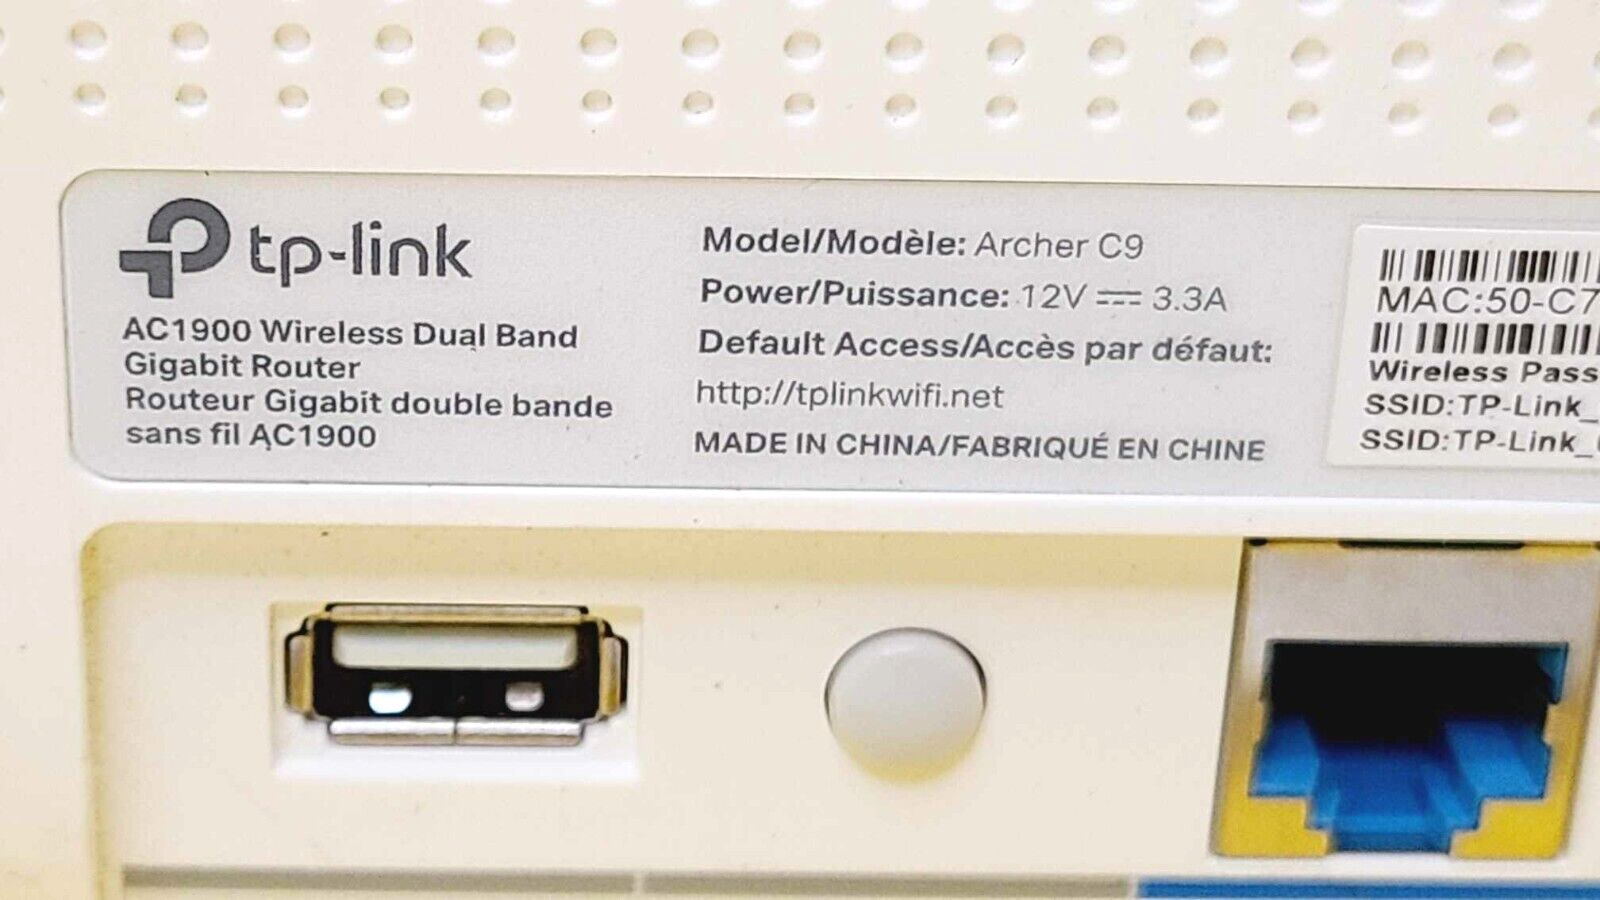 tp-link
AC1900 Wireless Dual Band
Gigabit Router
Routeur Gigabit double bande
sans fil AC1900
Model/Modèle: Archer C9
Power/Puissance: 12V ⎓ 3.3A
Default Access/Accès par défaut:
http://tplinkwifi.net
MADE IN CHINA/FABRIQUÉ EN CHINE
MAC:50-C7
Wireless Pass
SSID:TP-Link_
SSID:TP-Link_